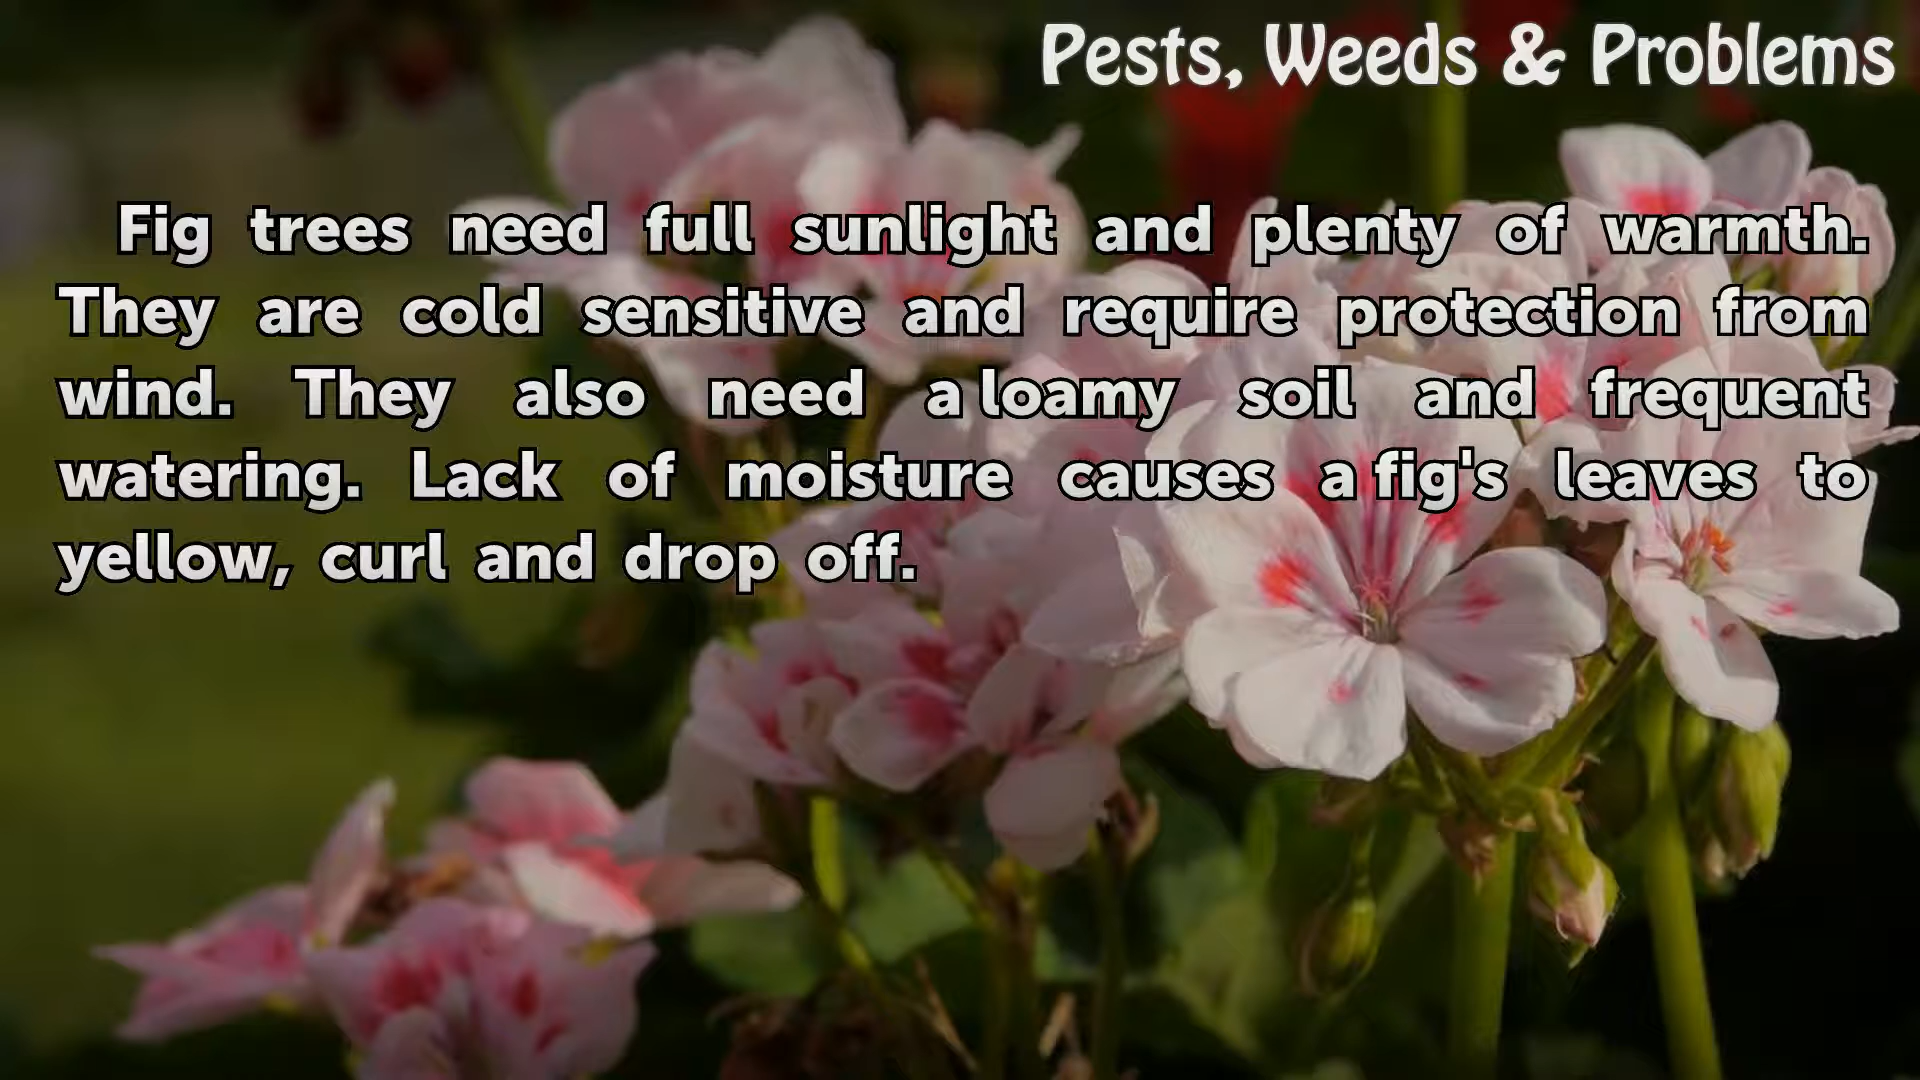 Pests, Weeds & Problems
Fig trees need full sunlight and plenty of warmth.
They are cold sensitive and require protection from
wind. They also need a loamy soil and frequent
watering. Lack of moisture causes a fig's leaves to
yellow, curl and drop off.